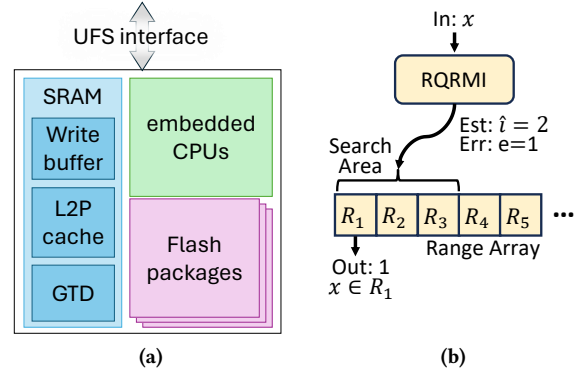 UFS interface
SRAM
Write
buffer
L2P
cache
GTD
embedded
CPUs
Flash
packages
(a)
In: x
RQRMI
Est: î = 2
Err: e=1
Search
Area
R₁ R₂ R₃ R₄ R₅ ...
Range Array
Out: 1
x ∈ R₁
(b)